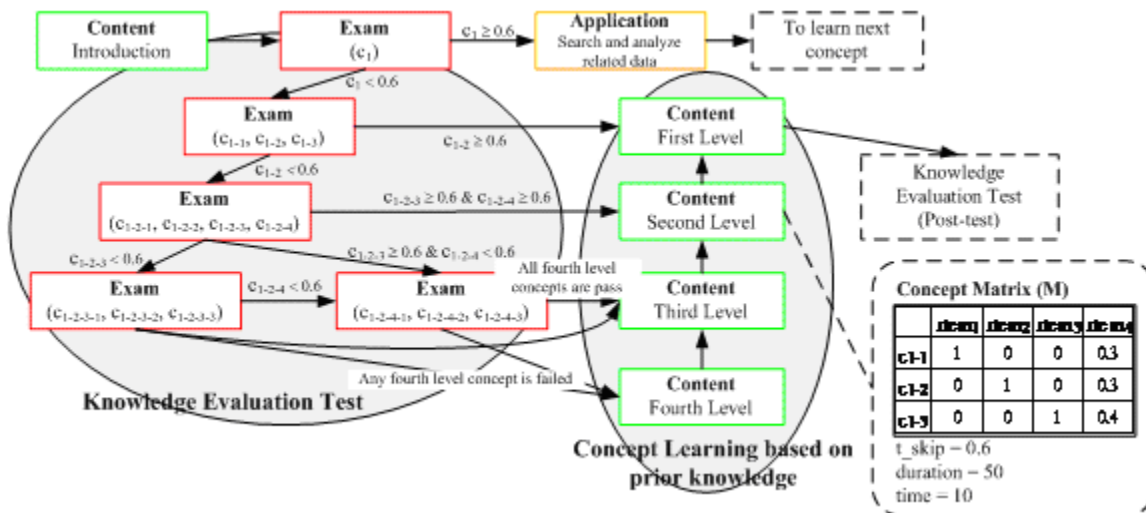 Content
Introduction
Exam
(c1)
c1 ≥ 0.6
Application
Search and analyze
related data
To learn next
concept
c1 < 0.6
Exam
(c1-1, c1-2, c1-3)
c1-2 ≥ 0.6
Content
First Level
c1-2 < 0.6
Knowledge
Evaluation Test
(Post-test)
Exam
(c1-2-1, c1-2-2, c1-2-3, c1-2-4)
c1-2-3 ≥ 0.6 & c1-2-4 ≥ 0.6
Content
Second Level
c1-2-3 < 0.6
c1-2-3 ≥ 0.6 & c1-2-4 < 0.6
Exam
(c1-2-3-1, c1-2-3-2, c1-2-3-3)
c1-2-4 < 0.6
Exam
(c1-2-4-1, c1-2-4-2, c1-2-4-3)
All fourth level
concepts are pass
Content
Third Level
Any fourth level concept is failed
Content
Fourth Level
Knowledge Evaluation Test
Concept Learning based on
prior knowledge
Concept Matrix (M)
item1 item2 item3 item4
c1-1 1 0 0 0.3
c1-2 0 1 0 0.3
c1-3 0 0 1 0.4
t_skip = 0.6
duration = 50
time = 10